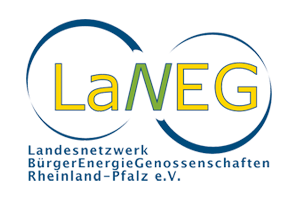 LaNEG
Landesnetzwerk
BürgerEnergieGenossenschaften
Rheinland-Pfalz e.V.